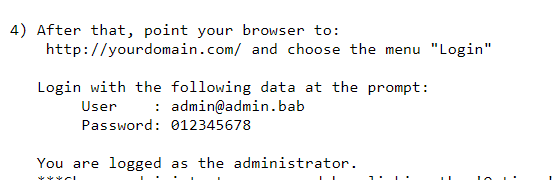 4) After that, point your browser to:
http://yourdomain.com/ and choose the menu "Login"
Login with the following data at the prompt:
User    : admin@admin.bab
Password: 012345678
You are logged as the administrator.